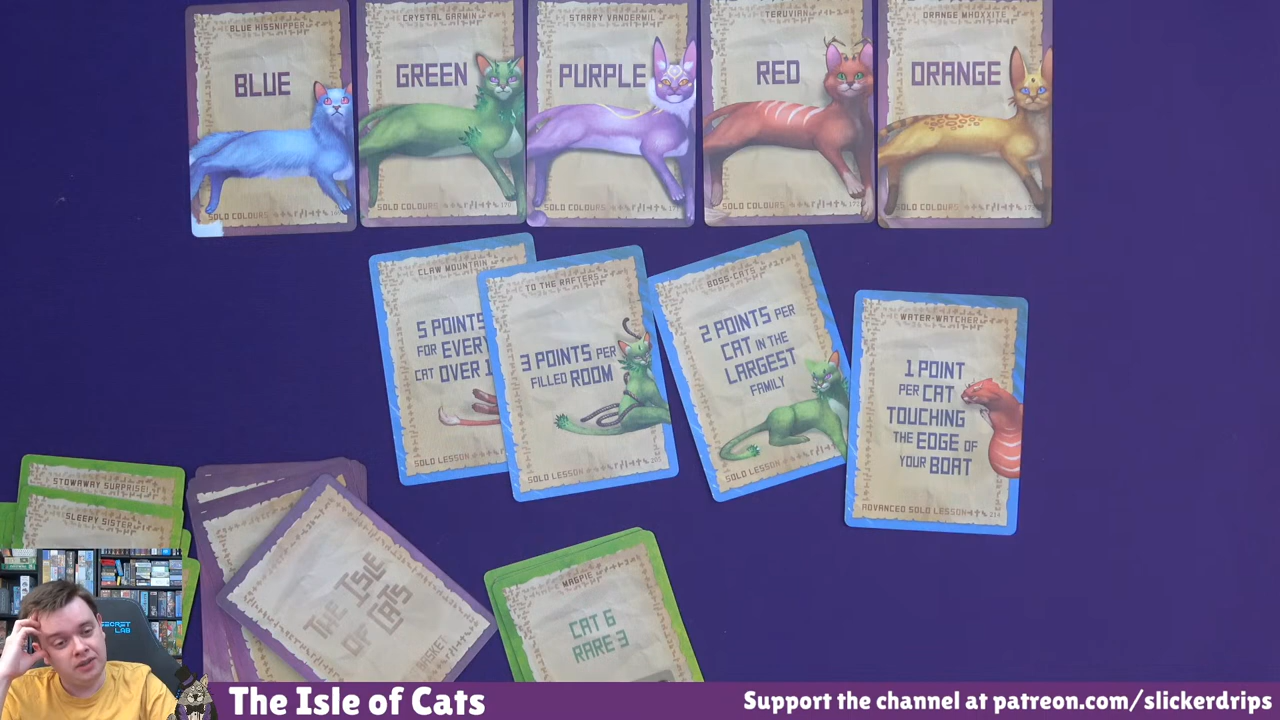 BLUE HISSNIPPER
BLUE
SOLO COLOURS
CRYSTAL GARMIN
GREEN
SOLO COLOURS
170
STARRY VANDERMIL
PURPLE
SOLO COLOURS
TERUVIAN
RED
SOLO COLOURS
ORANGE MHOXXITE
ORANGE
SOLO COLOURS
CLAW MOUNTAIN
5 POINTS
FOR EVERY
CAT OVER
SOLO LESSON
TO THE RAFTERS
3 POINTS PER
FILLED ROOM
SOLO LESSON
BOSS-CATS
2 POINTS PER
CAT IN THE
LARGEST
FAMILY
SOLO LESSON
WATER-WATCHER
1 POINT
PER CAT
TOUCHING
THE EDGE OF
YOUR BOAT
ADVANCED SOLO LESSON
214
STOWAWAY SURPRISE!
SLEEPY SISTER
THE ISLE
OF CATS
BASKET
MAGPIE
CAT 6
RARE 3
SECRET
LAB
The Isle of Cats
Support the channel at patreon.com/slickerdrips